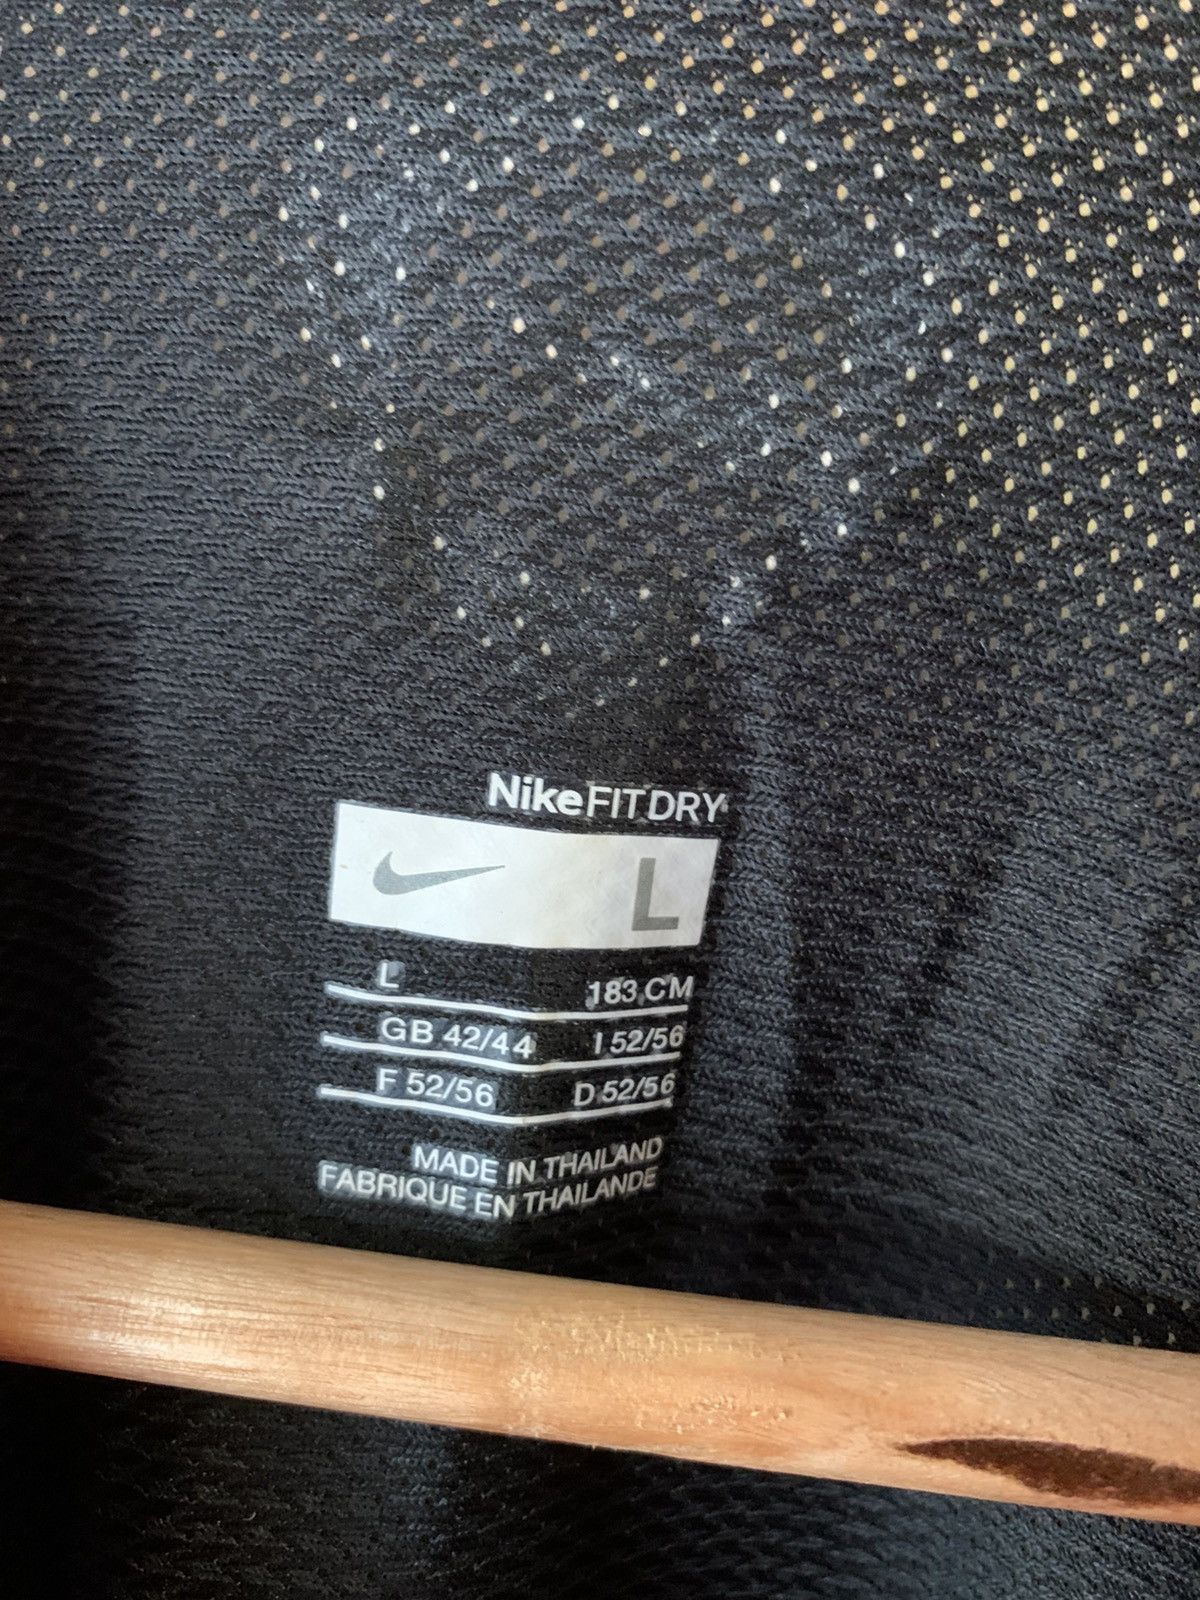 NikeFITDRY
L
L 183 CM
GB 42/44 I 52/56
F 52/56 D 52/56
MADE IN THAILAND
FABRIQUE EN THAILANDE